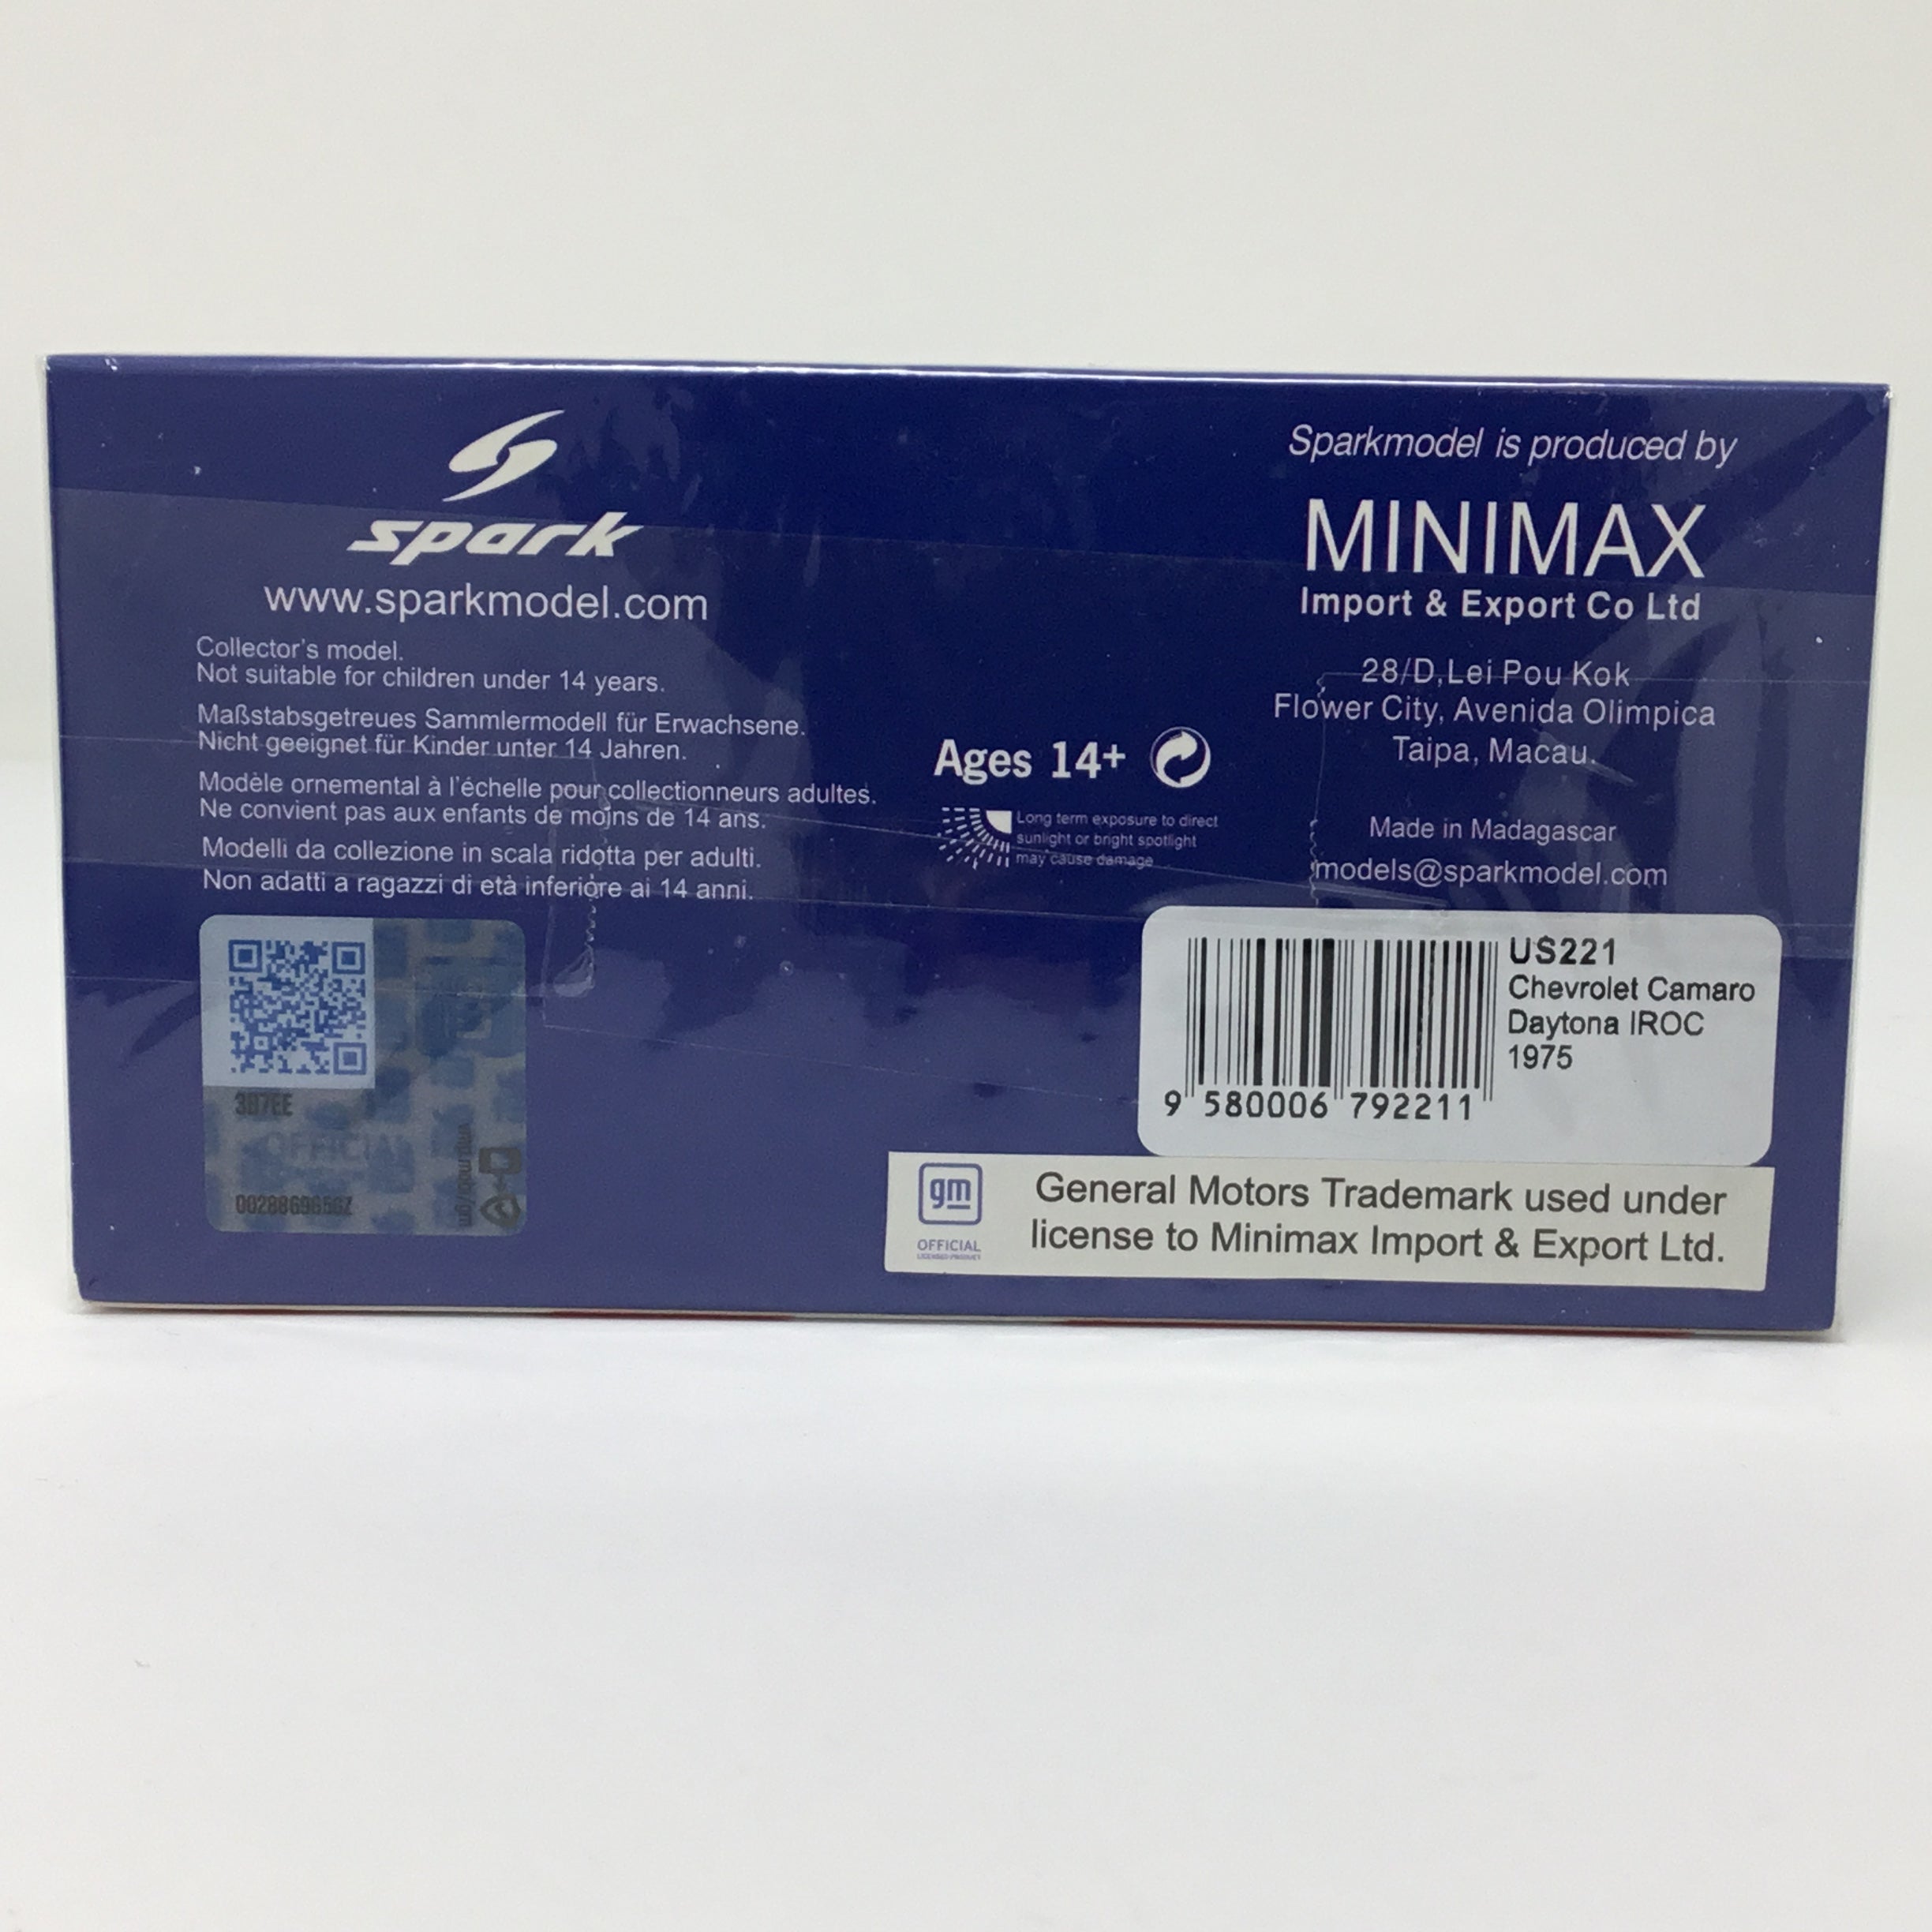 spark
www.sparkmodel.com
Collector's model.
Not suitable for children under 14 years.
Maßstabsgetreues Sammlermodell für Erwachsene.
Nicht geeignet für Kinder unter 14 Jahren.
Modèle ornemental à l'échelle pour collectionneurs adultes.
Ne convient pas aux enfants de moins de 14 ans.
Modelli da collezione in scala ridotta per adulti.
Non adatti a ragazzi di età inferiore ai 14 anni.
OFFICIAL
Ages 14+
Long term exposure to direct
sunlight or bright spotlight
may cause damage
Sparkmodel is produced by
MINIMAX
Import & Export Co Ltd
28/D,Lei Pou Kok
Flower City, Avenida Olimpica
Taipa, Macau.
Made in Madagascar
models@sparkmodel.com
US221
Chevrolet Camaro
Daytona IROC
1975
9 580006 792211
gm
OFFICIAL
LICENSED PRODUCT
General Motors Trademark used under
license to Minimax Import & Export Ltd.